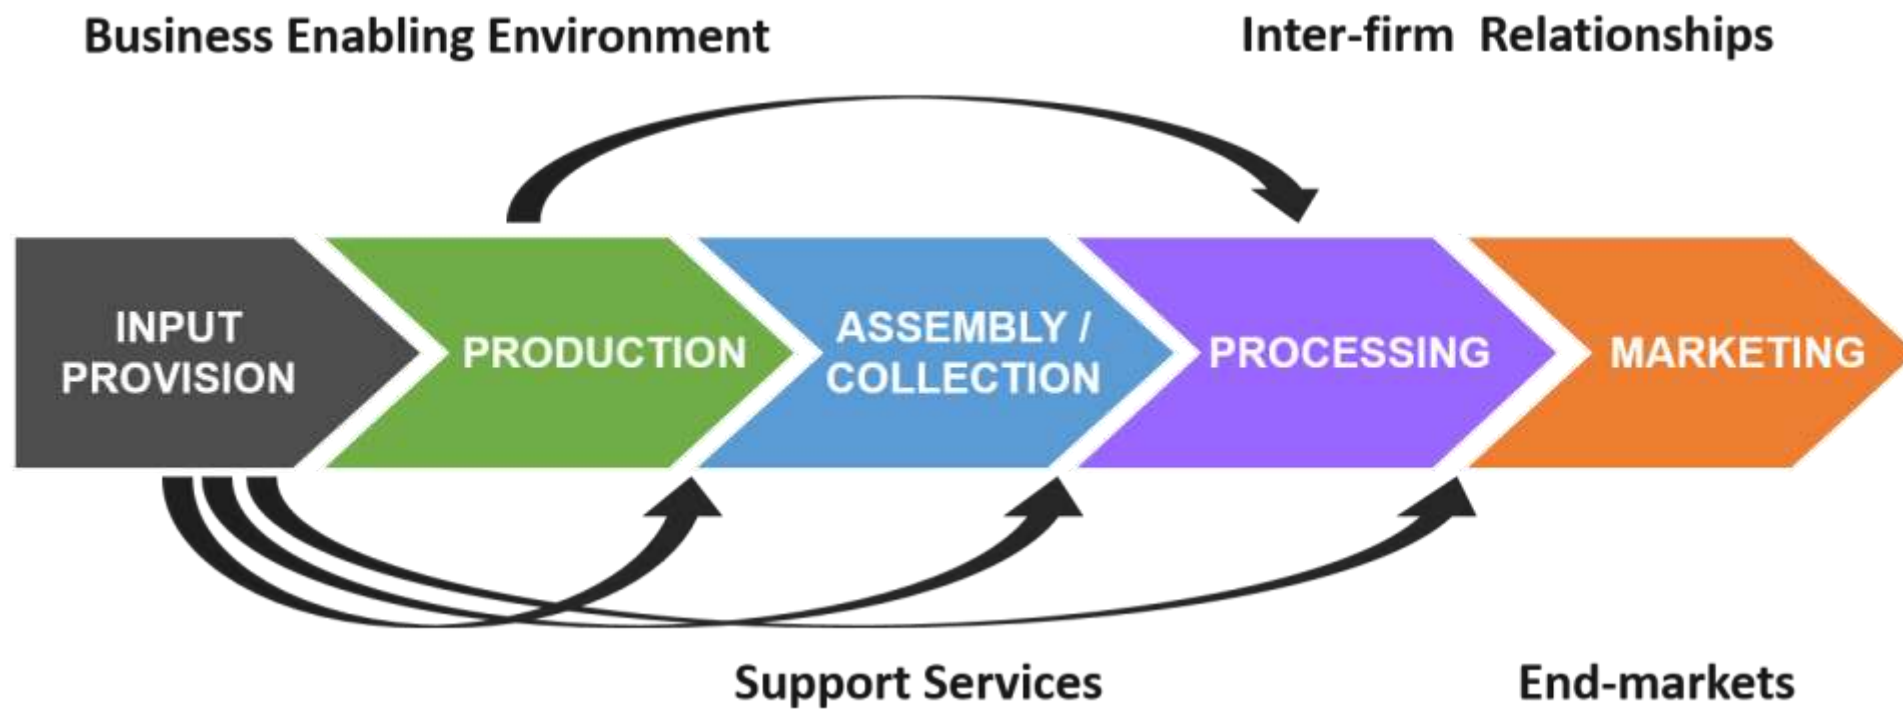 Business Enabling Environment
Inter-firm Relationships
INPUT
PROVISION
PRODUCTION
ASSEMBLY /
COLLECTION
PROCESSING
MARKETING
Support Services
End-markets